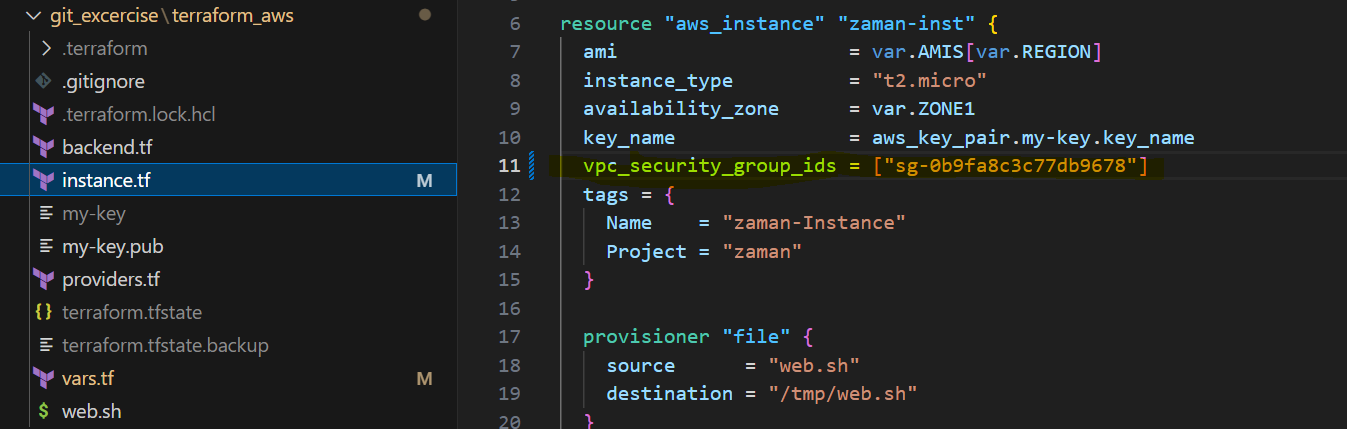 git_excercise\terraform_aws
.terraform
.gitignore
.terraform.lock.hcl
backend.tf
instance.tf M
my-key
my-key.pub
providers.tf
terraform.tfstate
terraform.tfstate.backup
vars.tf M
$ web.sh
6 resource "aws_instance" "zaman-inst" {
7 ami = var.AMIS[var.REGION]
8 instance_type = "t2.micro"
9 availability_zone = var.ZONE1
10 key_name = aws_key_pair.my-key.key_name
11 vpc_security_group_ids = ["sg-0b9fa8c3c77db9678"]
12 tags = {
13 Name = "zaman-Instance"
14 Project = "zaman"
15 }
16
17 provisioner "file" {
18 source = "web.sh"
19 destination = "/tmp/web.sh"
20 }